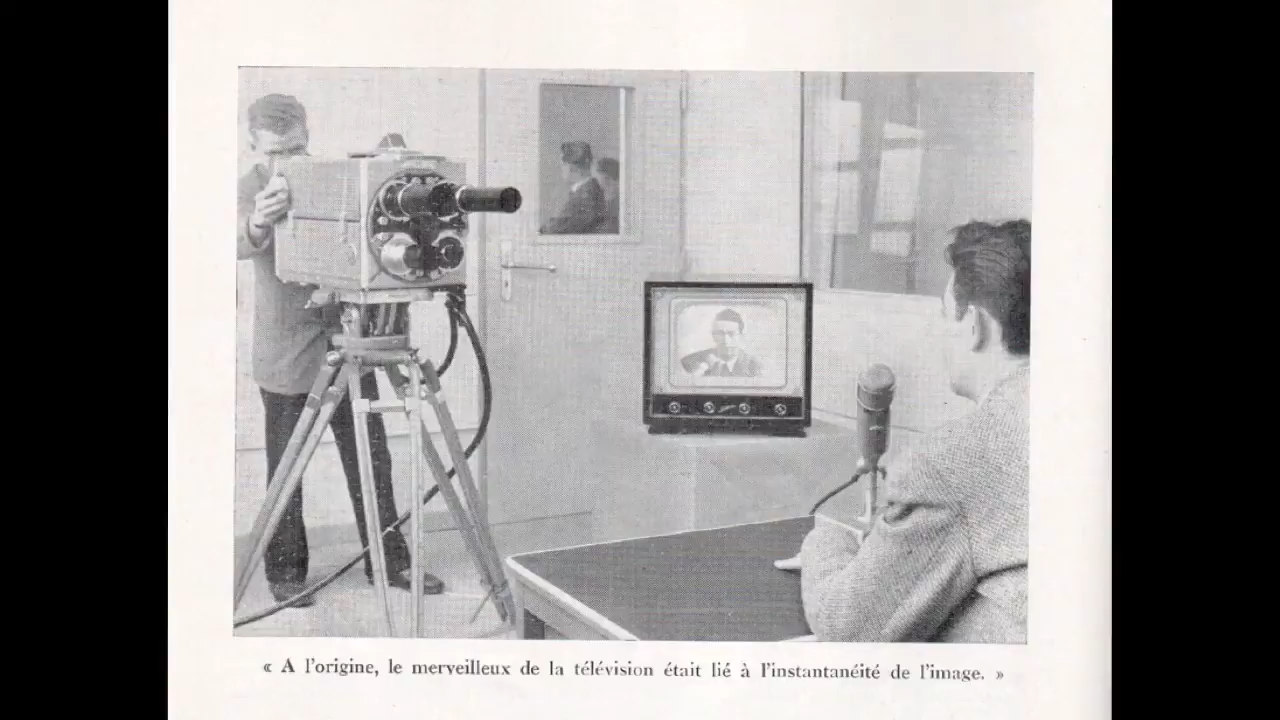 « A l'origine, le merveilleux de la télévision était lié à l'instantanéité de l'image. »